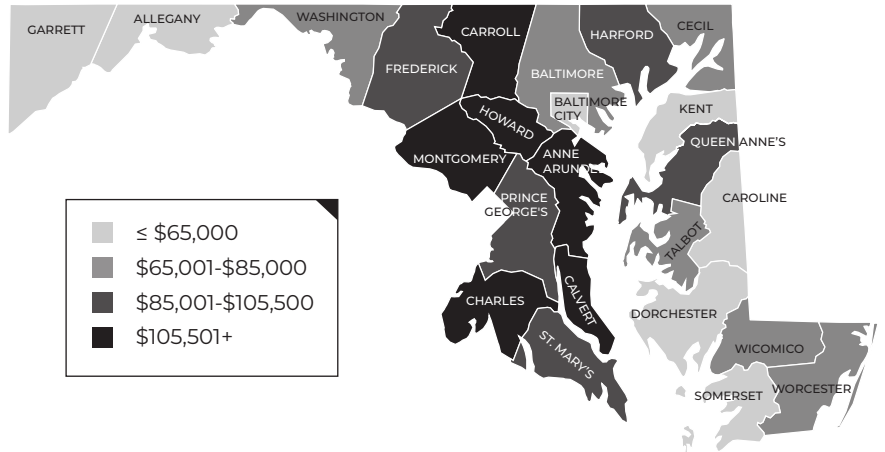 GARRETT
ALLEGANY
WASHINGTON
FREDERICK
CARROLL
BALTIMORE
BALTIMORE
CITY
HARFORD
CECIL
HOWARD
MONTGOMERY
ANNE
ARUNDEL
PRINCE
GEORGE'S
KENT
QUEEN ANNE'S
CAROLINE
TALBOT
CHARLES
CALVERT
ST. MARY'S
DORCHESTER
WICOMICO
SOMERSET
WORCESTER
≤ $65,000
$65,001-$85,000
$85,001-$105,500
$105,501+